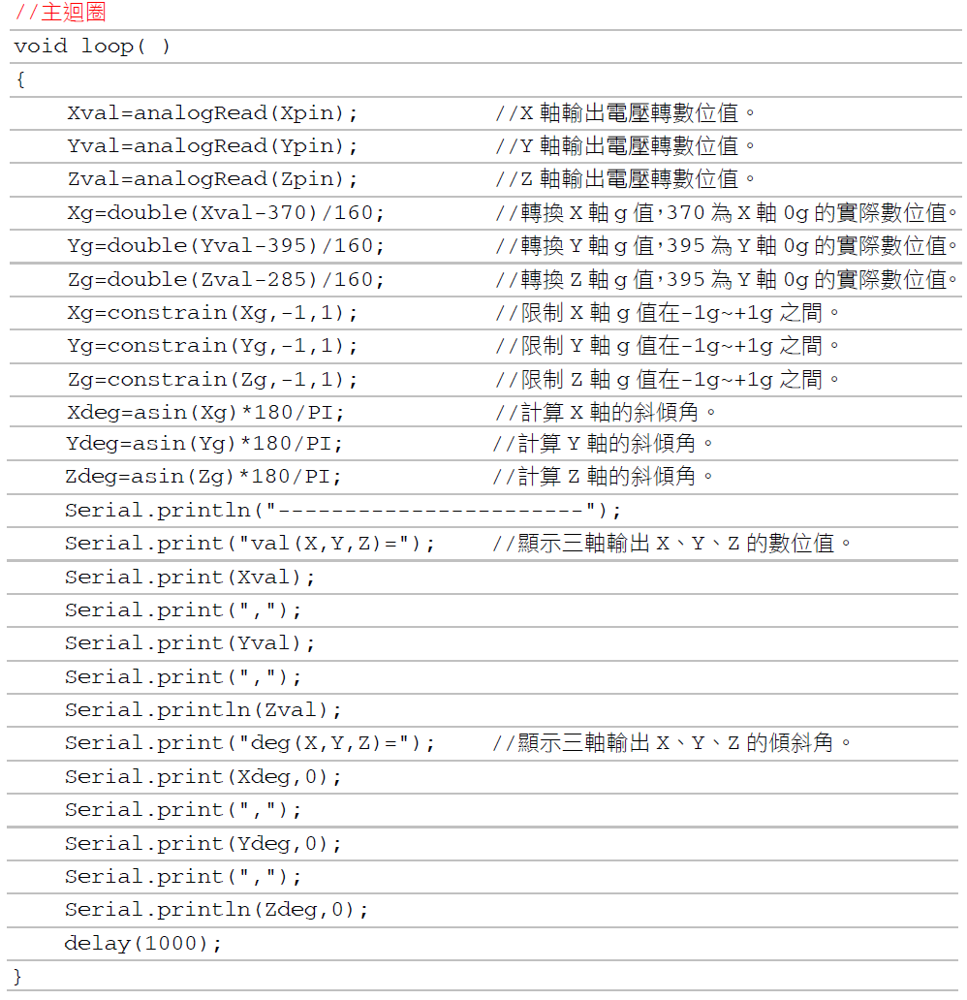 //主迴圈
void loop( )
{
Xval=analogRead(Xpin); //X 軸輸出電壓轉數位值。
Yval=analogRead(Ypin); //Y 軸輸出電壓轉數位值。
Zval=analogRead(Zpin); //Z 軸輸出電壓轉數位值。
Xg=double(Xval-370)/160; //轉換 X 軸 g 值，370 為 X 軸 0g 的實際數位值。
Yg=double(Yval-395)/160; //轉換 Y 軸 g 值，395 為 Y 軸 0g 的實際數位值。
Zg=double(Zval-285)/160; //轉換 Z 軸 g 值，395 為 Y 軸 0g 的實際數位值。
Xg=constrain(Xg,-1,1); //限制 X 軸 g 值在-1g~+1g 之間。
Yg=constrain(Yg,-1,1); //限制 Y 軸 g 值在-1g~+1g 之間。
Zg=constrain(Zg,-1,1); //限制 Z 軸 g 值在-1g~+1g 之間。
Xdeg=asin(Xg)*180/PI; //計算 X 軸的斜傾角。
Ydeg=asin(Yg)*180/PI; //計算 Y 軸的斜傾角。
Zdeg=asin(Zg)*180/PI; //計算 Z 軸的斜傾角。
Serial.println("-----------------------");
Serial.print("val(X,Y,Z)="); //顯示三軸輸出 X、Y、Z 的數位值。
Serial.print(Xval);
Serial.print(",");
Serial.print(Yval);
Serial.print(",");
Serial.println(Zval);
Serial.print("deg(X,Y,Z)="); //顯示三軸輸出 X、Y、Z 的傾斜角。
Serial.print(Xdeg,0);
Serial.print(",");
Serial.print(Ydeg,0);
Serial.print(",");
Serial.println(Zdeg,0);
delay(1000);
}